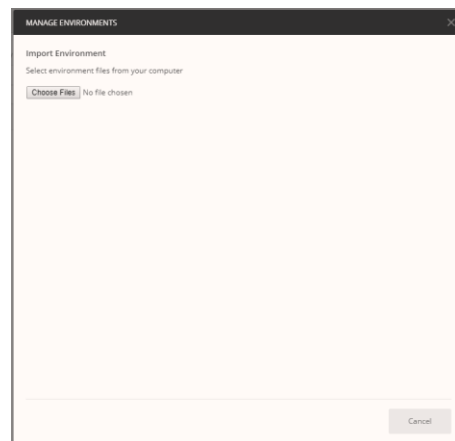 MANAGE ENVIRONMENTS
Import Environment
Select environment files from your computer
Choose Files No file chosen
Cancel